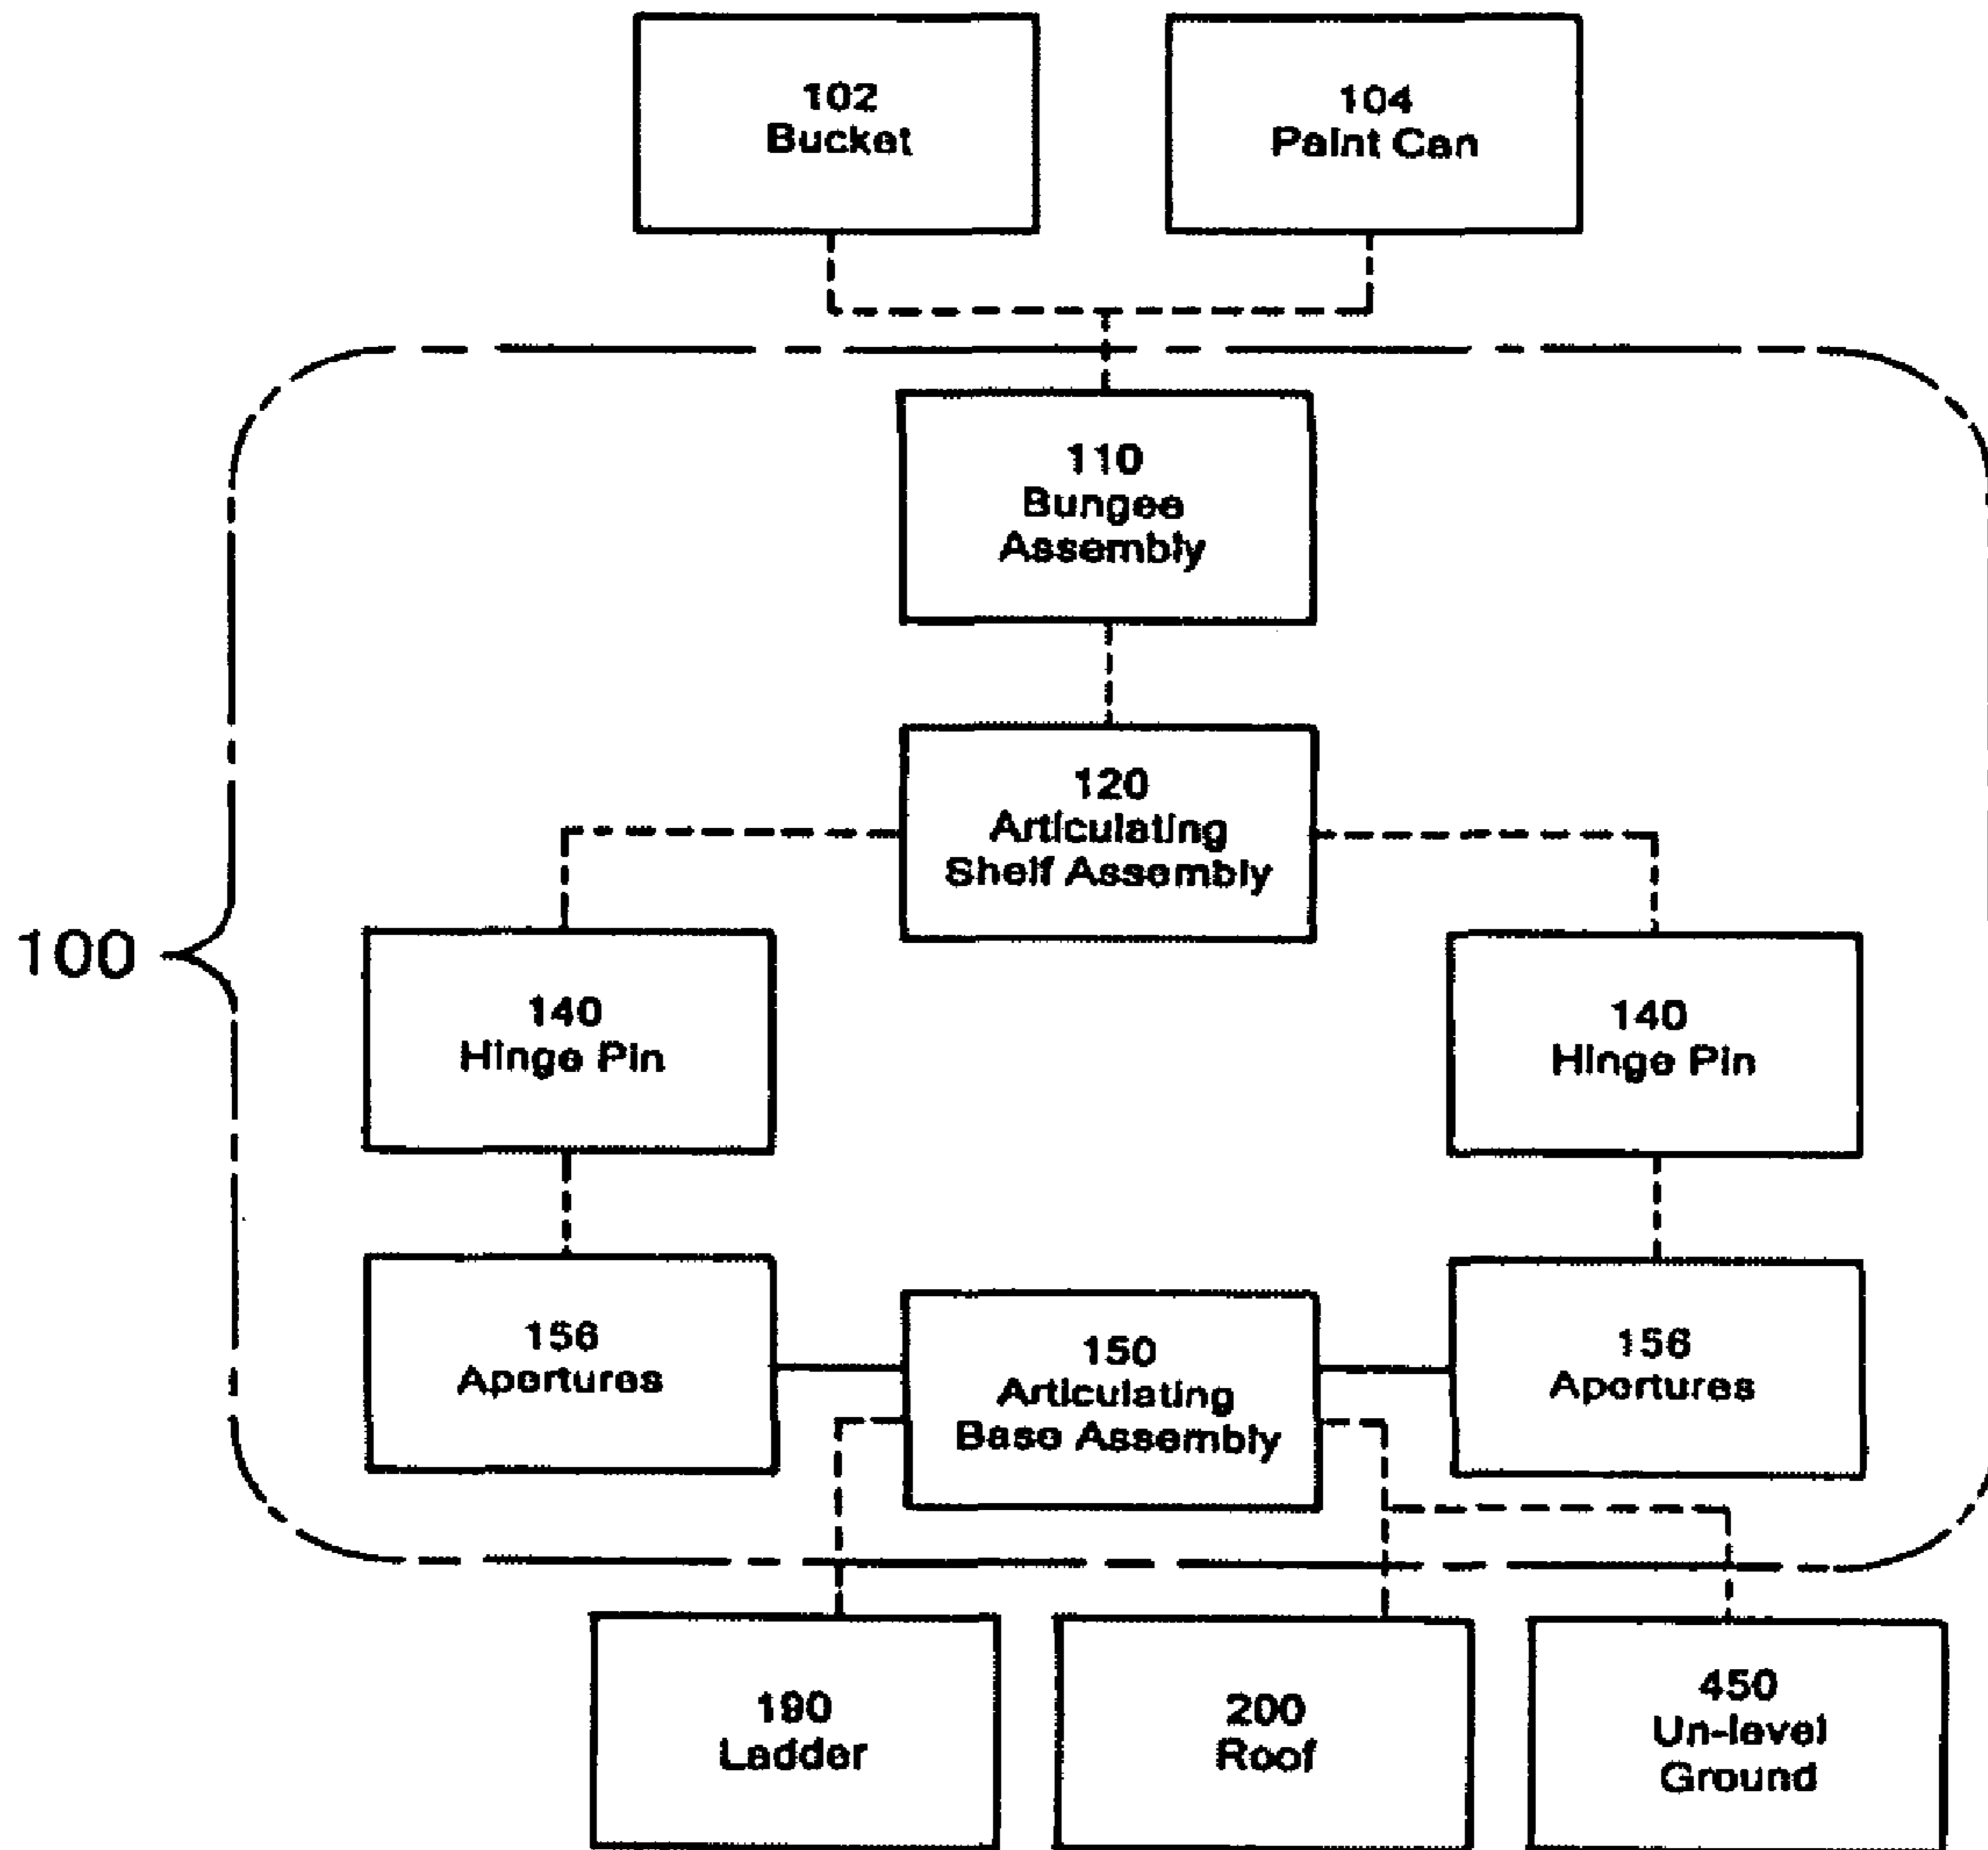 102
Bucket
104
Paint Can
110
Bungee
Assembly
120
Articulating
Shelf Assembly
100
140
Hinge Pin
140
Hinge Pin
156
Apertures
150
Articulating
Base Assembly
156
Apertures
190
Ladder
200
Roof
450
Un-level
Ground